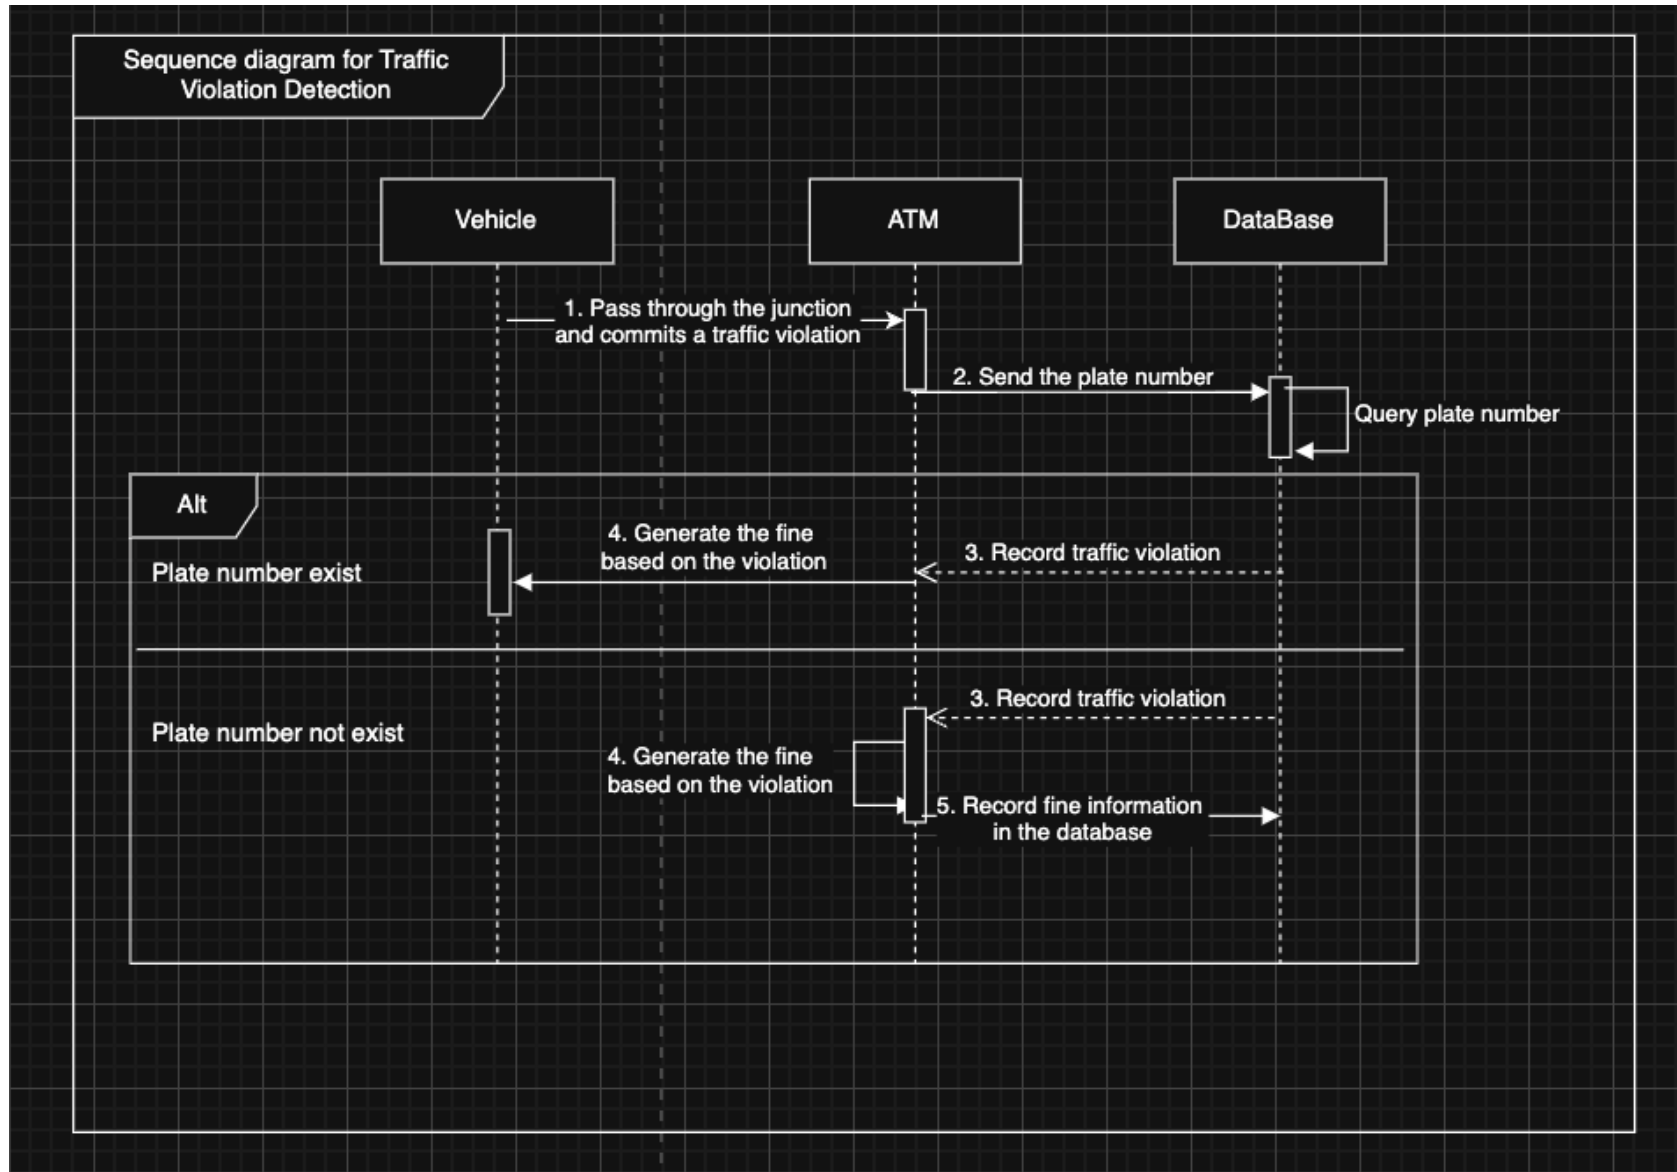 Sequence diagram for Traffic
Violation Detection
Vehicle
ATM
DataBase
1. Pass through the junction
and commits a traffic violation
2. Send the plate number
Query plate number
Alt
4. Generate the fine
based on the violation
3. Record traffic violation
Plate number exist
3. Record traffic violation
Plate number not exist
4. Generate the fine
based on the violation
5. Record fine information
in the database